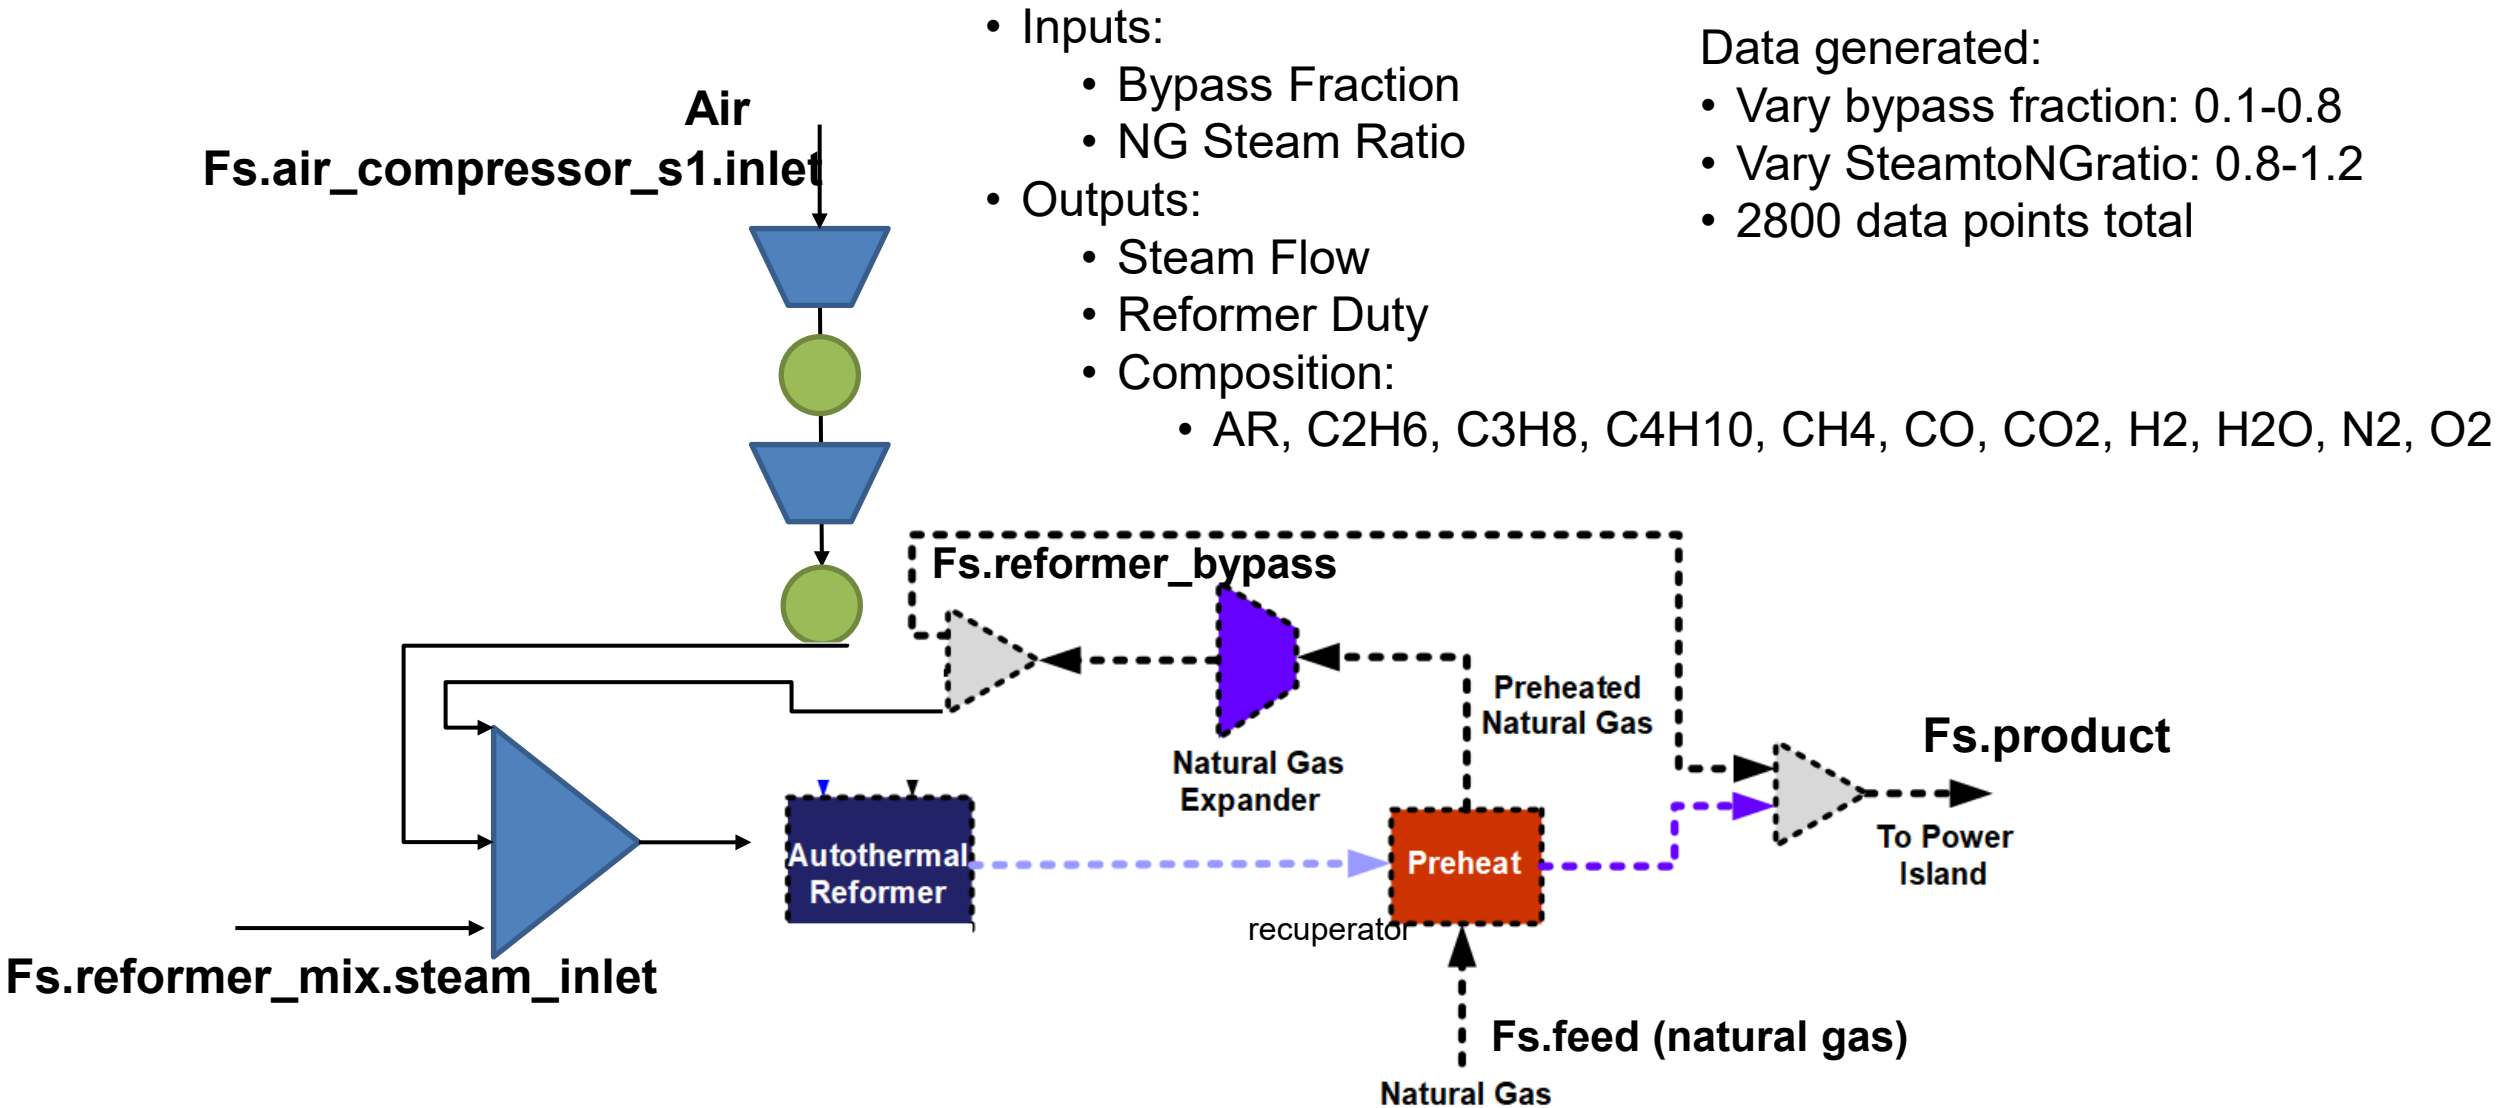 • Inputs:
• Bypass Fraction
• NG Steam Ratio
• Outputs:
• Steam Flow
• Reformer Duty
• Composition:
• AR, C2H6, C3H8, C4H10, CH4, CO, CO2, H2, H2O, N2, O2
Data generated:
• Vary bypass fraction: 0.1-0.8
• Vary SteamtoNGratio: 0.8-1.2
• 2800 data points total
Air
Fs.air_compressor_s1.inlet
Fs.reformer_bypass
Preheated
Natural Gas
Natural Gas
Expander
Fs.product
To Power
Island
Autothermal
Reformer
Preheat
recuperator
Fs.reformer_mix.steam_inlet
Fs.feed (natural gas)
Natural Gas